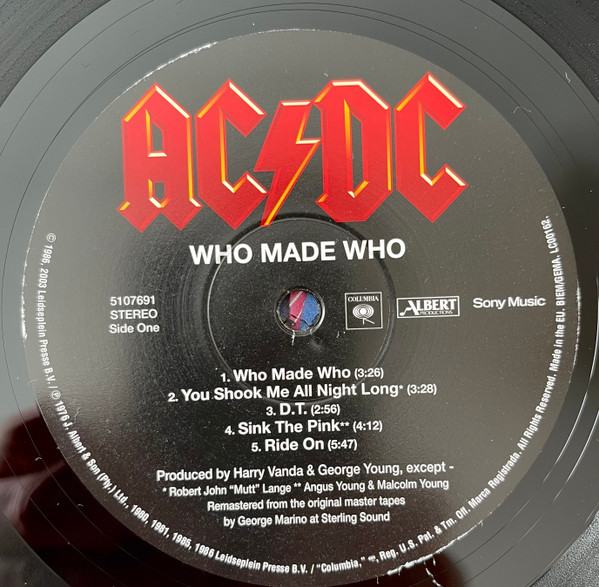 AC DC
WHO MADE WHO
5107691
STEREO
Side One
COLUMBIA
ALBERT
PRODUCTIONS
Sony Music
1. Who Made Who (3:26)
2. You Shook Me All Night Long* (3:28)
3. D.T. (2:56)
4. Sink The Pink** (4:12)
5. Ride On (5:47)
Produced by Harry Vanda & George Young, except -
* Robert John “Mutt” Lange ** Angus Young & Malcolm Young
Remastered from the original master tapes
by George Marino at Sterling Sound
© 1986, 2003 Leidseplein Presse B.V. / ℗ 1976 J. Albert & Son (Pty.) Ltd., 1980, 1981, 1985, 1986 Leidseplein Presse B.V. / “Columbia,” Reg. U.S. Pat. & Tm. Off. Marca Registrada. All Rights Reserved. Made in the EU. BIEM/GEMA. LC00162.